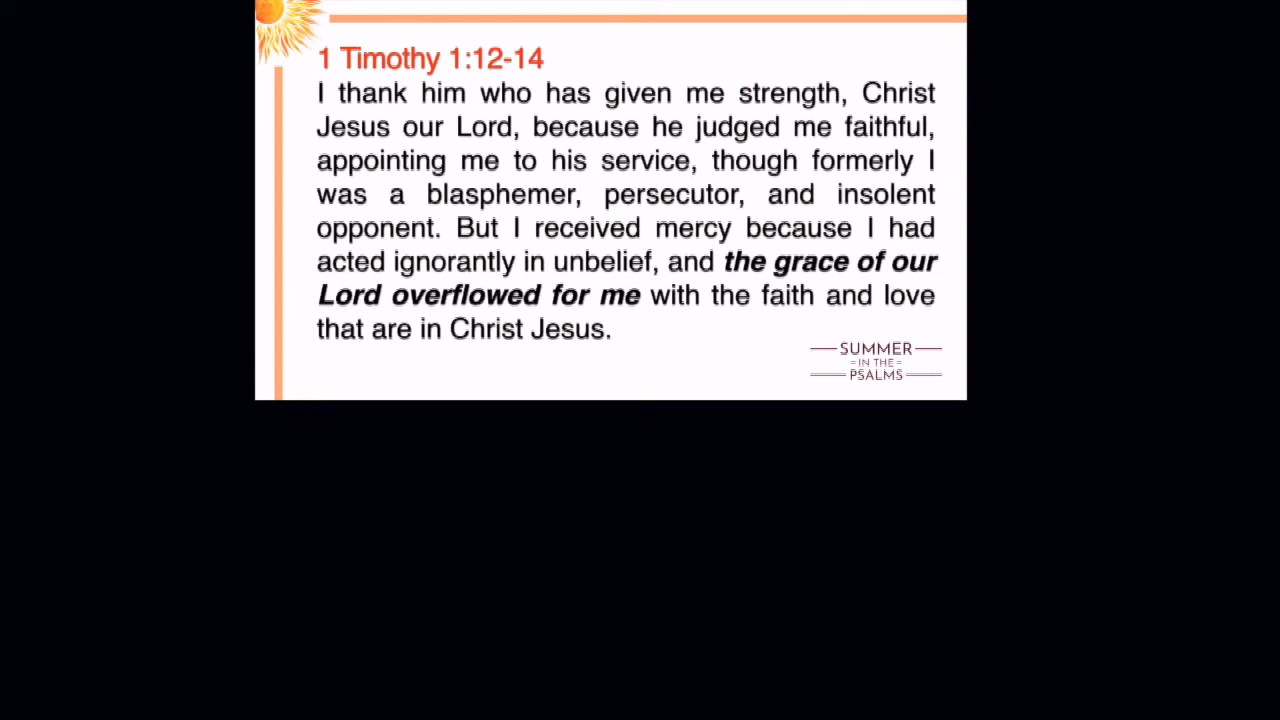 1 Timothy 1:12-14
I thank him who has given me strength, Christ
Jesus our Lord, because he judged me faithful,
appointing me to his service, though formerly I
was a blasphemer, persecutor, and insolent
opponent. But I received mercy because I had
acted ignorantly in unbelief, and the grace of our
Lord overflowed for me with the faith and love
that are in Christ Jesus.
SUMMER
IN THE
PSALMS